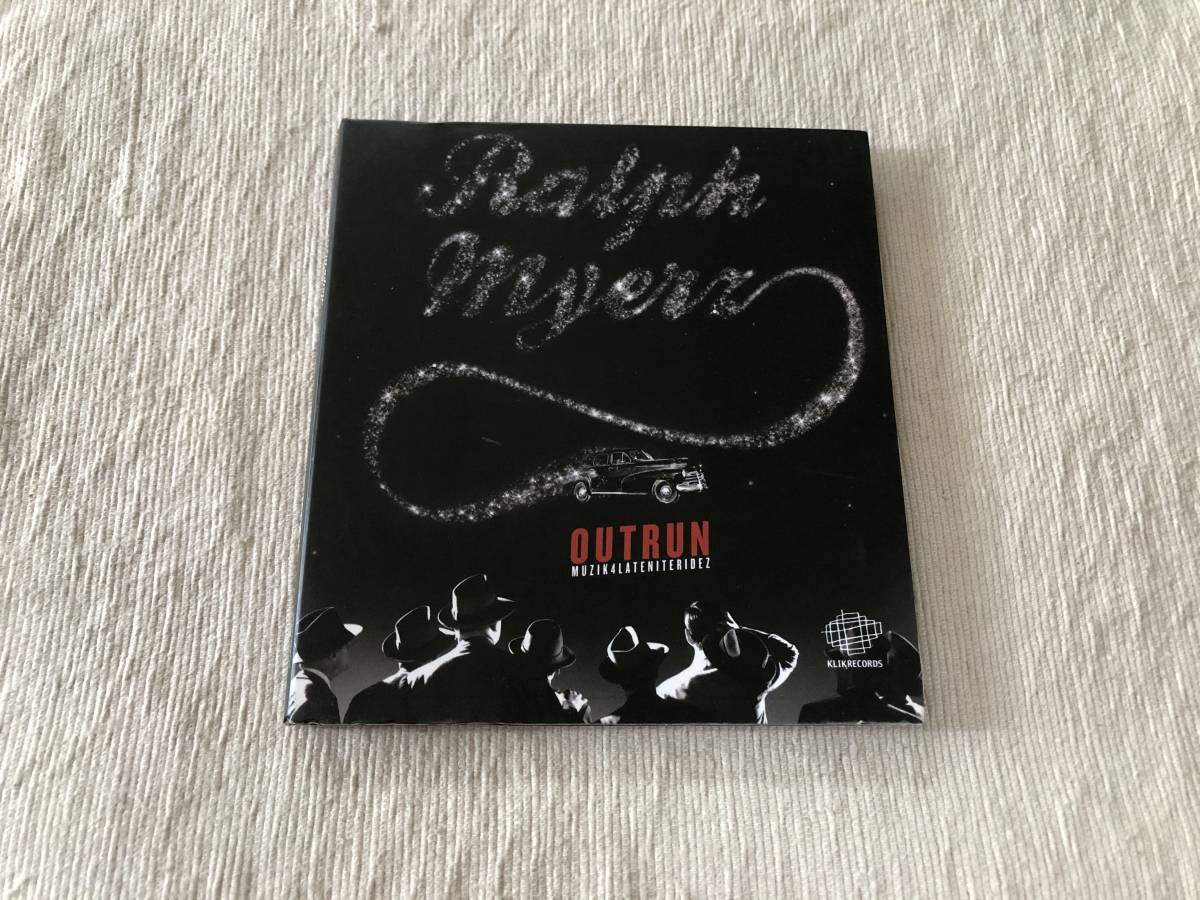 Ralph
Myerz
OUTRUN
MUZIK4LATENITERIDEZ
KLIKRECORDS